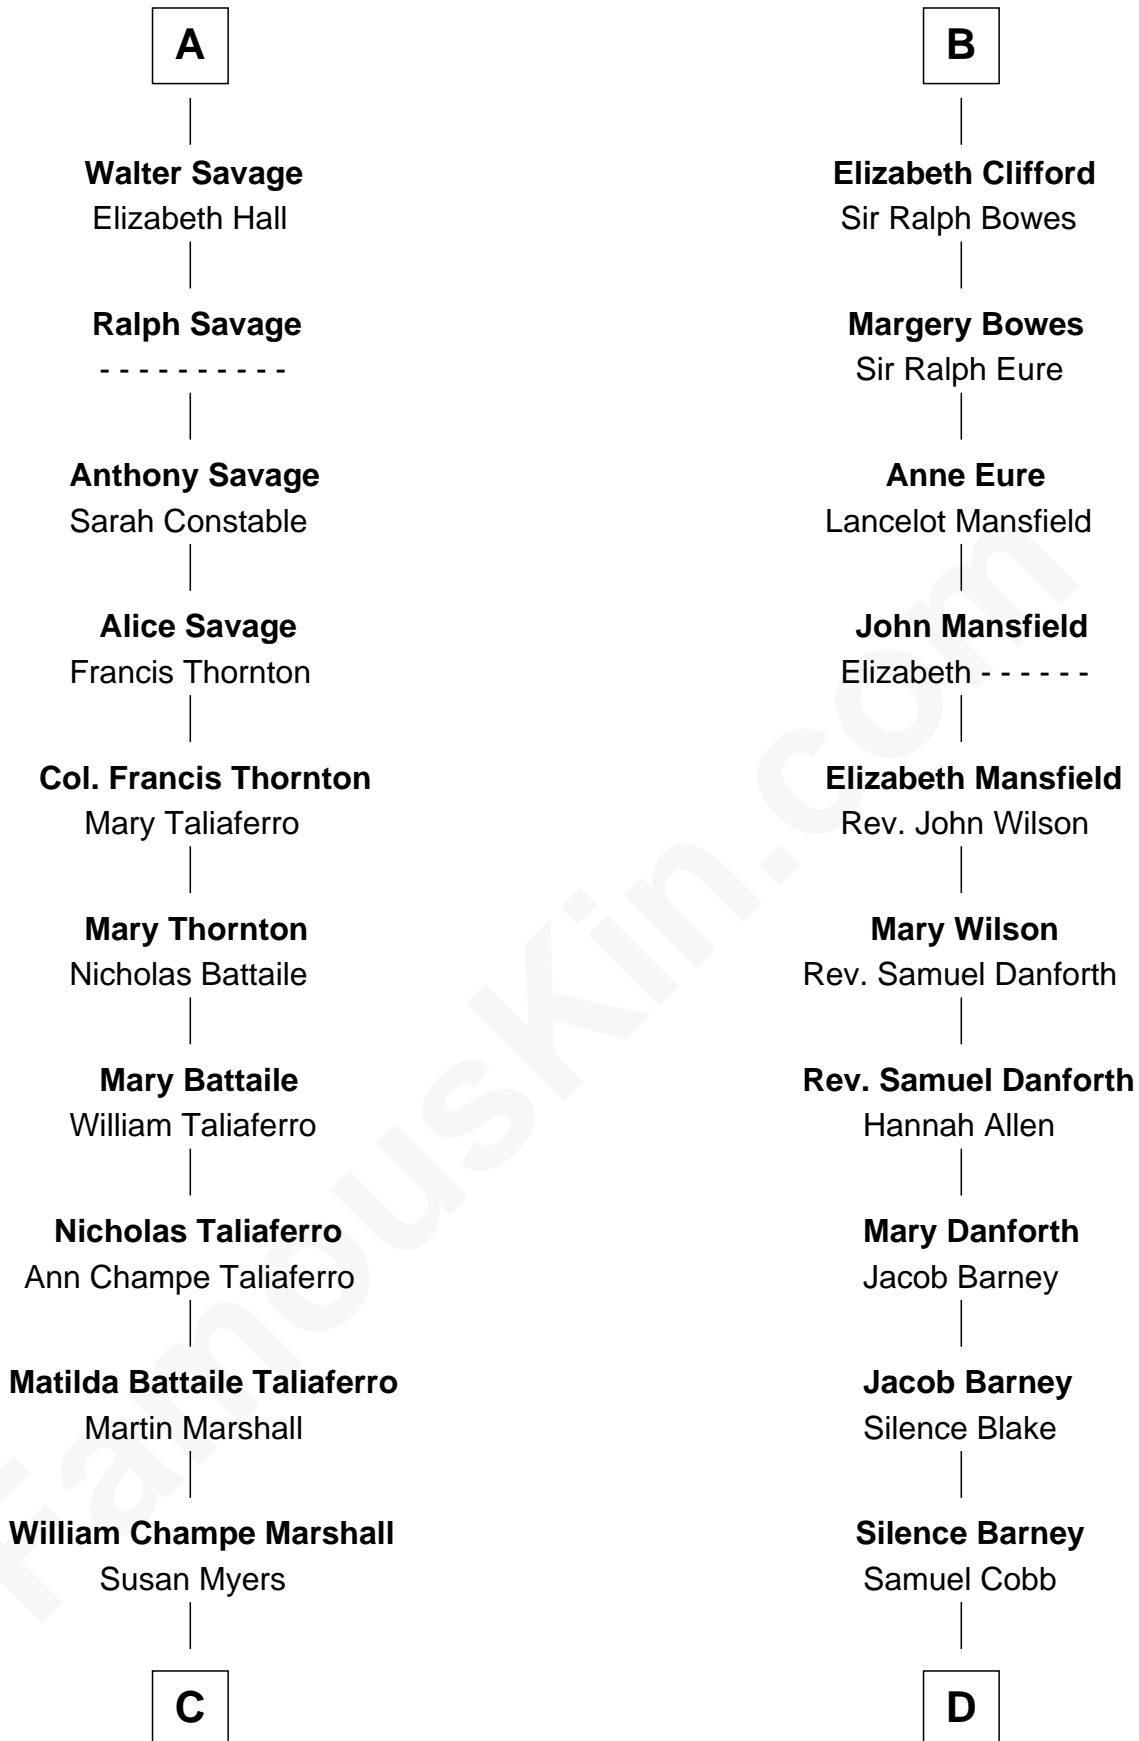 A
Walter Savage
Elizabeth Hall
Ralph Savage
- - - - - - - - - -
Anthony Savage
Sarah Constable
Alice Savage
Francis Thornton
Col. Francis Thornton
Mary Taliaferro
Mary Thornton
Nicholas Battaile
Mary Battaile
William Taliaferro
Nicholas Taliaferro
Ann Champe Taliaferro
Matilda Battaile Taliaferro
Martin Marshall
William Champe Marshall
Susan Myers
C
B
Elizabeth Clifford
Sir Ralph Bowes
Margery Bowes
Sir Ralph Eure
Anne Eure
Lancelot Mansfield
John Mansfield
Elizabeth - - - - - -
Elizabeth Mansfield
Rev. John Wilson
Mary Wilson
Rev. Samuel Danforth
Rev. Samuel Danforth
Hannah Allen
Mary Danforth
Jacob Barney
Jacob Barney
Silence Blake
Silence Barney
Samuel Cobb
D
FamousKin.com